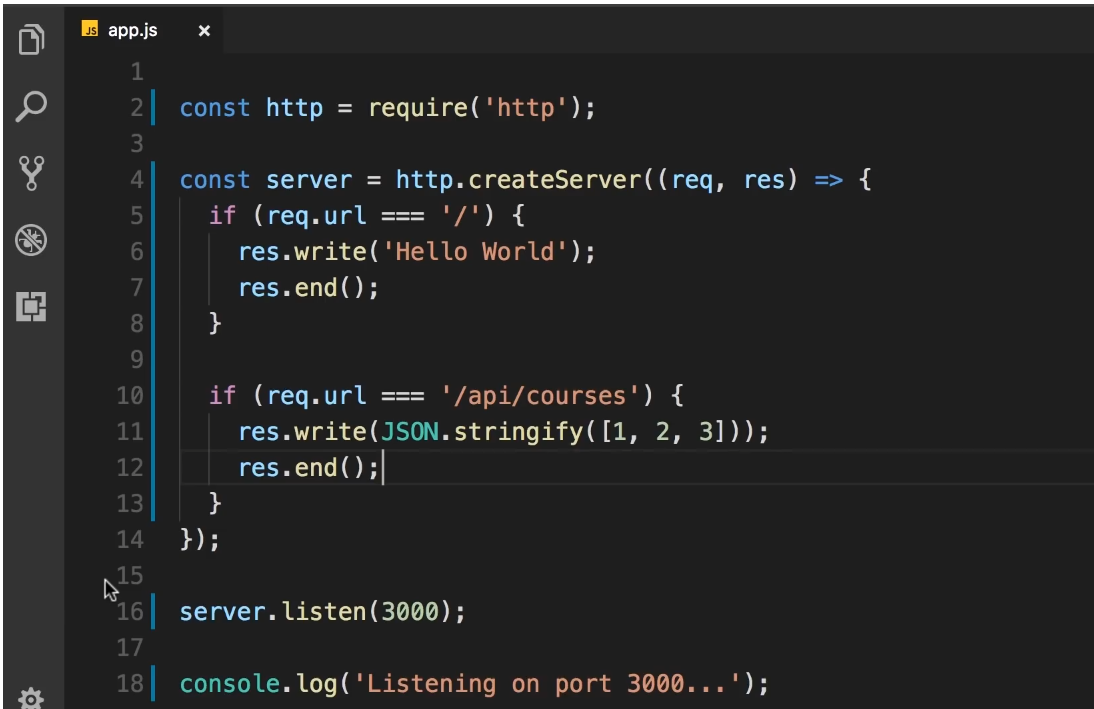 JS app.js ×
1
2 const http = require('http');
3
4 const server = http.createServer((req, res) => {
5   if (req.url === '/') {
6     res.write('Hello World');
7     res.end();
8   }
9
10   if (req.url === '/api/courses') {
11     res.write(JSON.stringify([1, 2, 3]));
12     res.end();
13   }
14 });
15
16 server.listen(3000);
17
18 console.log('Listening on port 3000...');